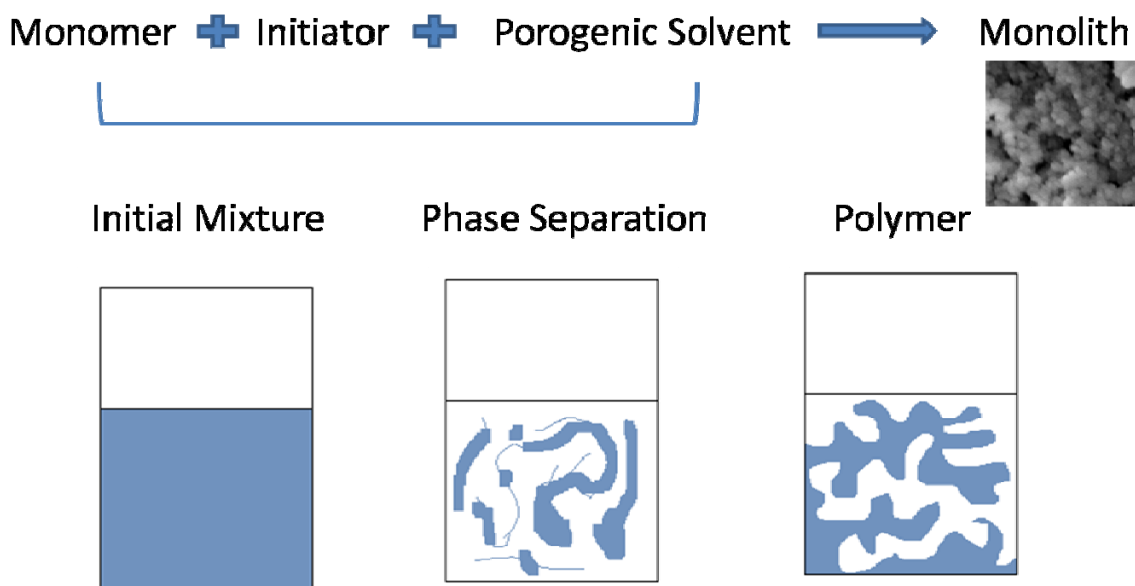 Monomer + Initiator + Porogenic Solvent Monolith
Initial Mixture Phase Separation Polymer